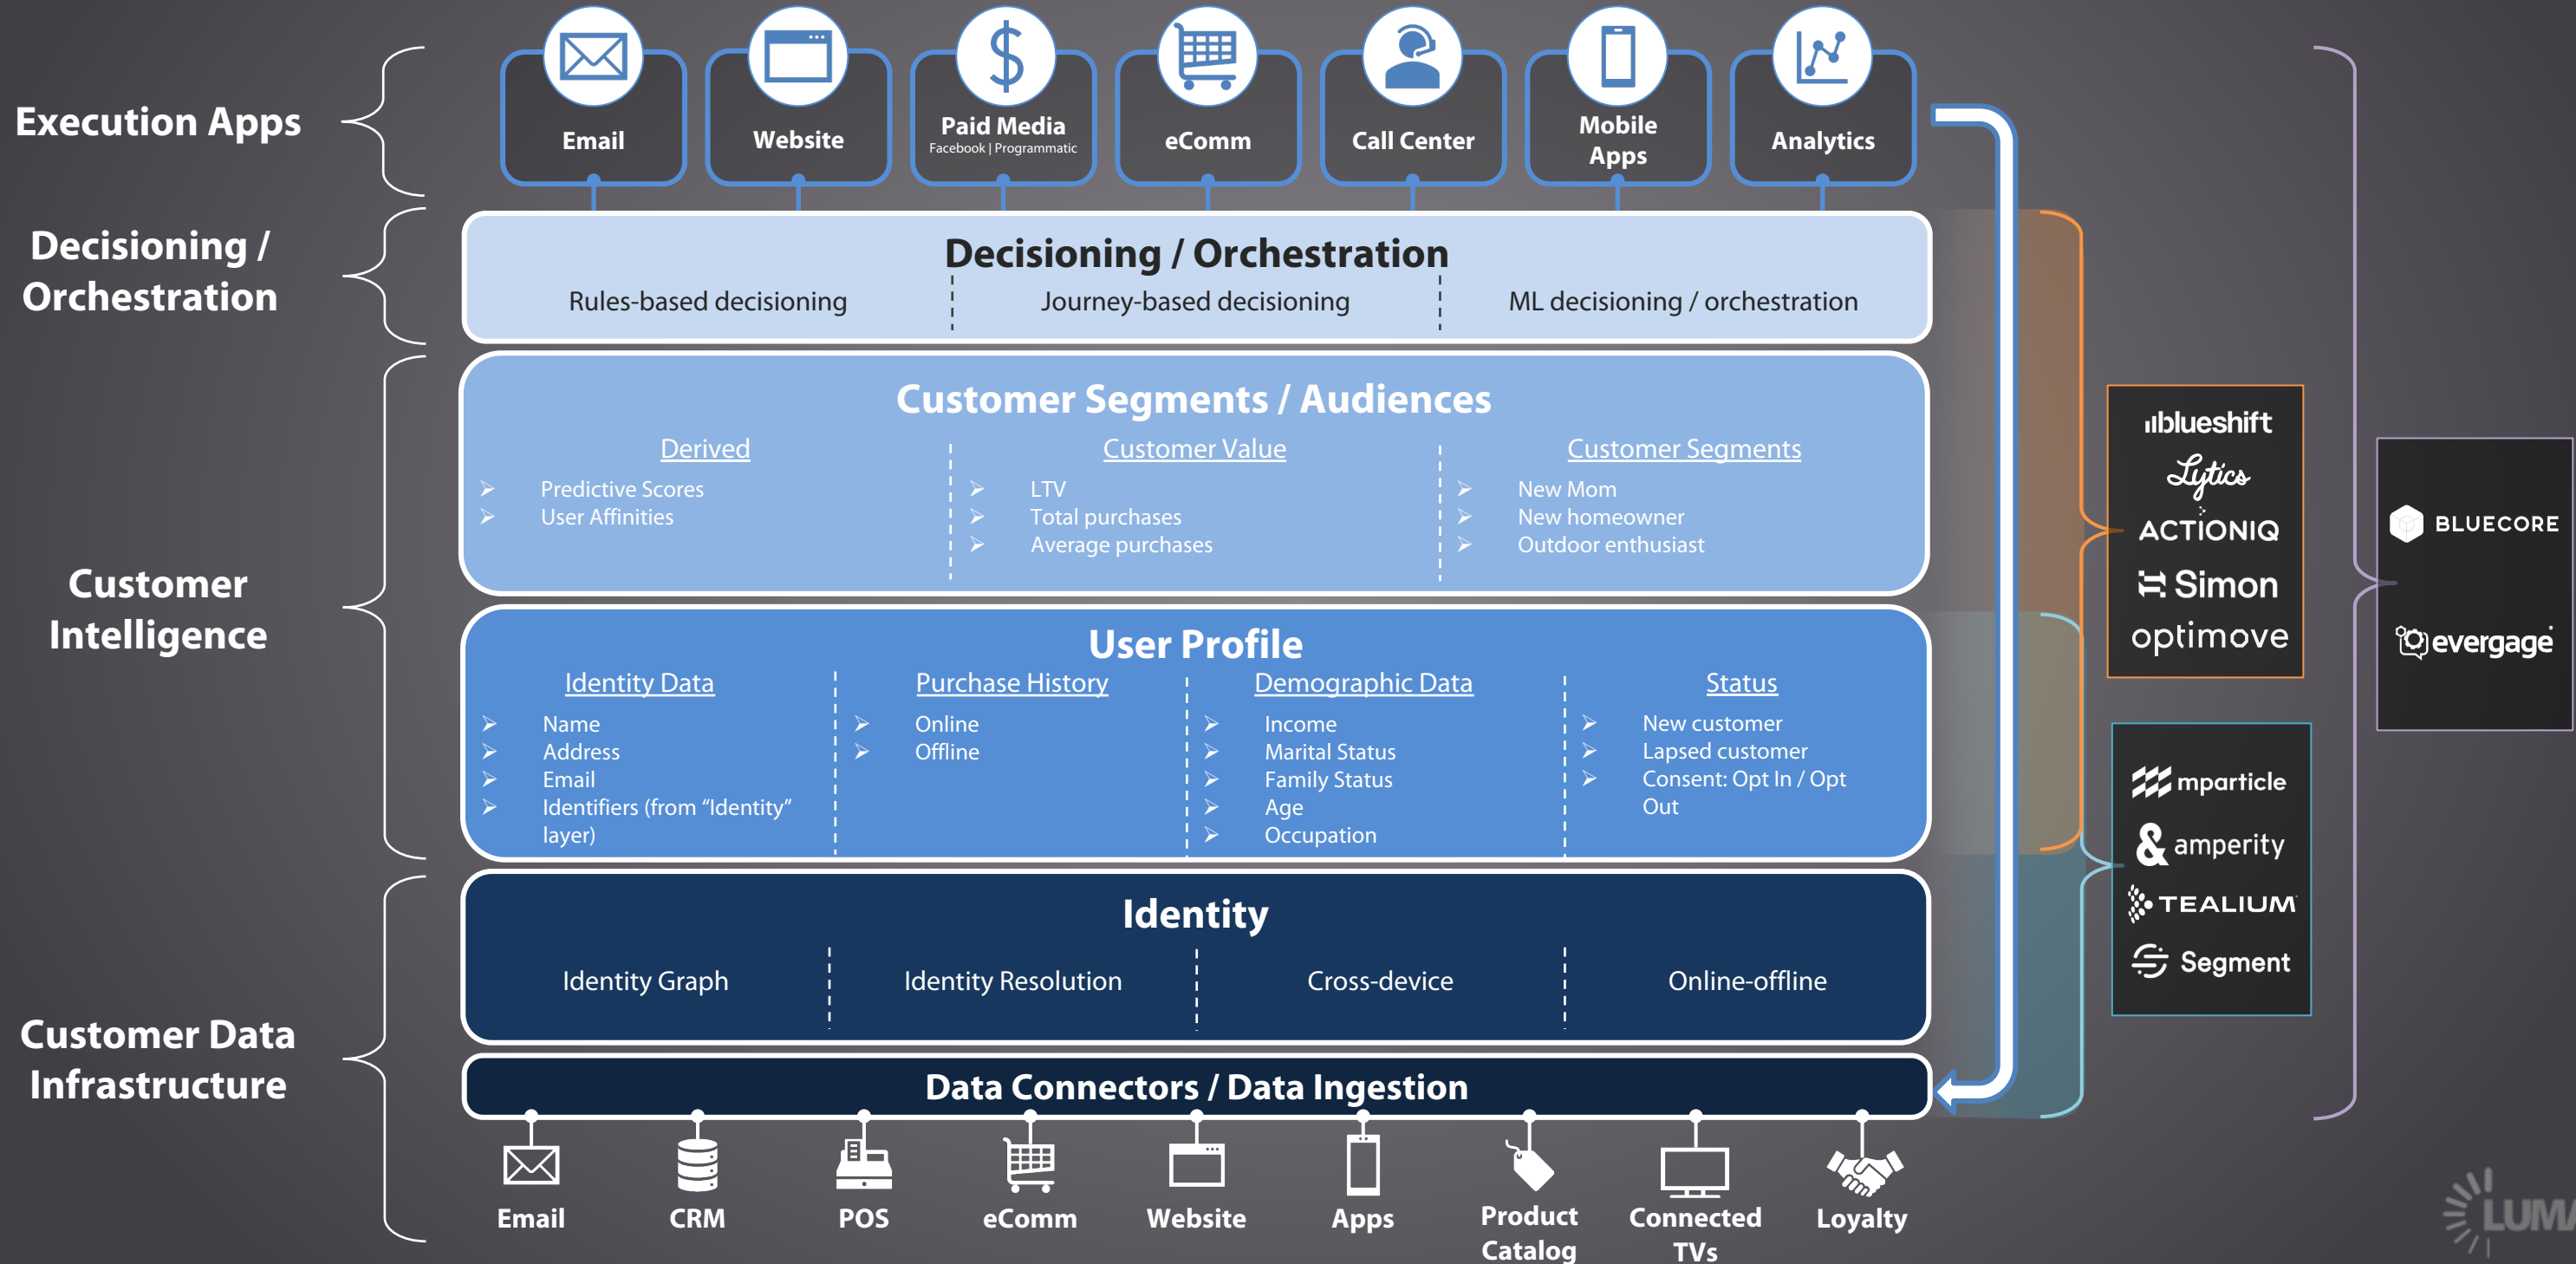 Execution Apps
Email
Website
Paid Media
Facebook | Programmatic
eComm
Call Center
Mobile
Apps
Analytics
Decisioning /
Orchestration
Decisioning / Orchestration
Rules-based decisioning
Journey-based decisioning
ML decisioning / orchestration
Customer
Intelligence
Customer Segments / Audiences
Derived
Predictive Scores
User Affinities
Customer Value
LTV
Total purchases
Average purchases
Customer Segments
New Mom
New homeowner
Outdoor enthusiast
User Profile
Identity Data
Name
Address
Email
Identifiers (from “Identity”
layer)
Purchase History
Online
Offline
Demographic Data
Income
Marital Status
Family Status
Age
Occupation
Status
New customer
Lapsed customer
Consent: Opt In / Opt
Out
Customer Data
Infrastructure
Identity
Identity Graph
Identity Resolution
Cross-device
Online-offline
Data Connectors / Data Ingestion
Email
CRM
POS
eComm
Website
Apps
Product
Catalog
Connected
TVs
Loyalty
blueshift
Lytics
ACTIONIQ
Simon
optimove
mparticle
& amperity
TEALIUM
Segment
BLUECORE
evergage
LUMA